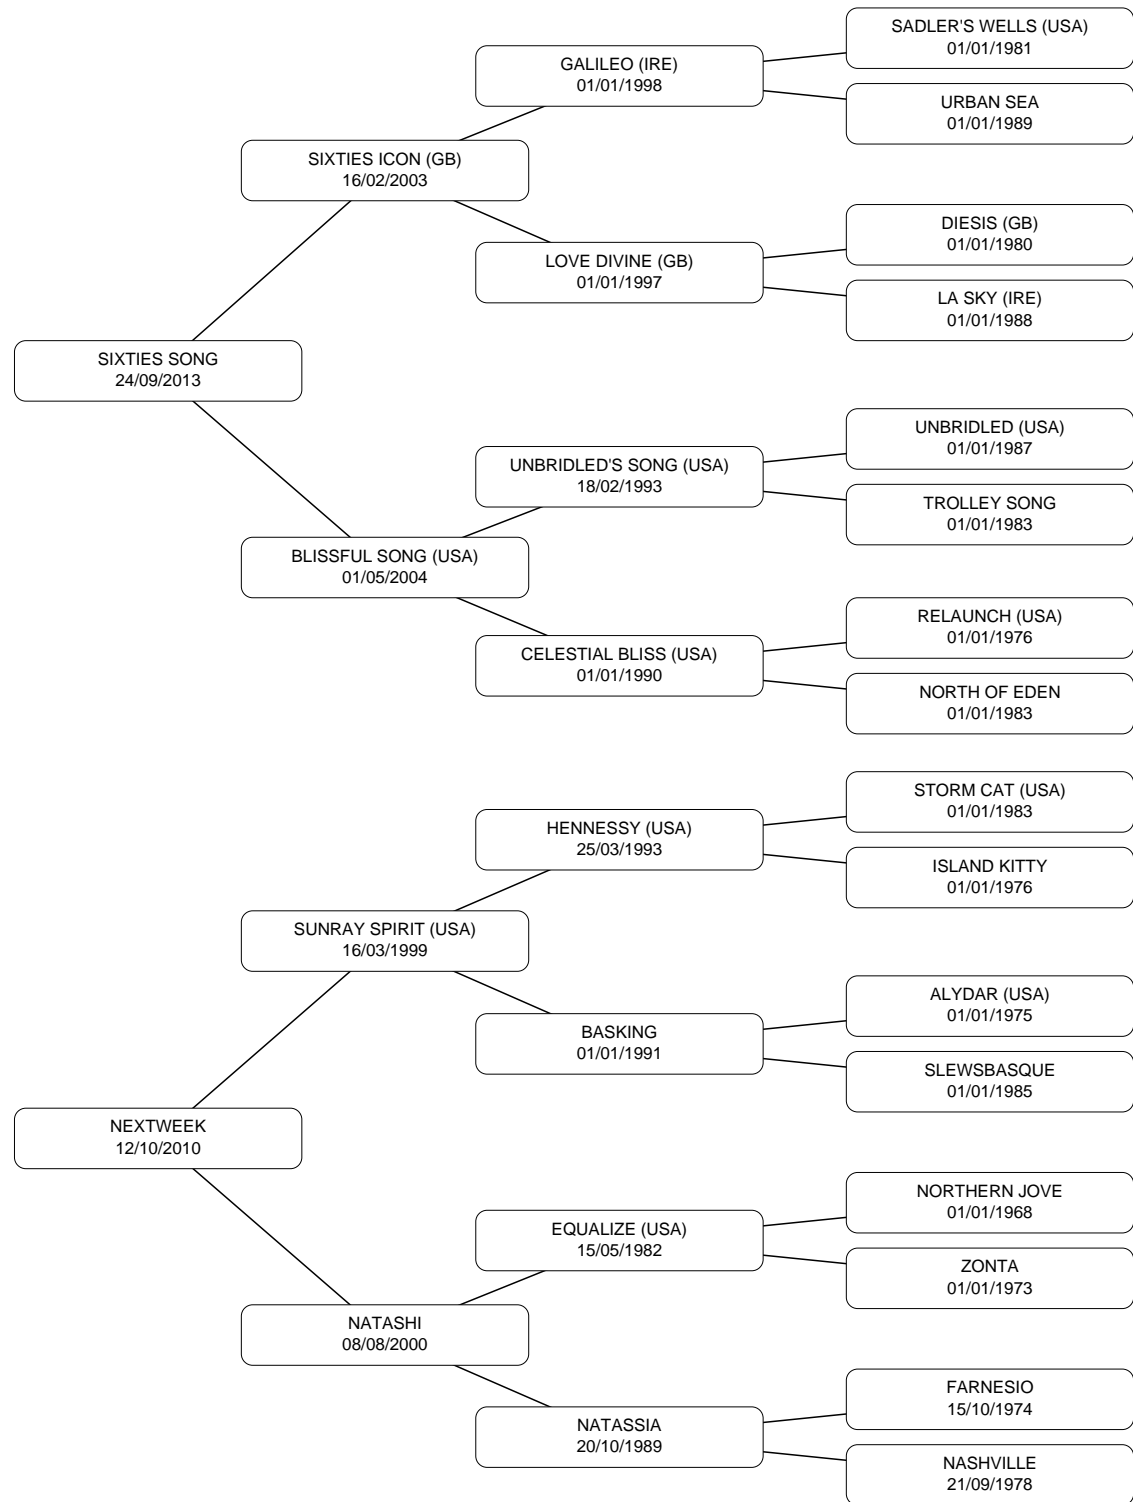 SADLER'S WELLS (USA)
01/01/1981
GALILEO (IRE)
01/01/1998
URBAN SEA
01/01/1989
SIXTIES ICON (GB)
16/02/2003
DIESIS (GB)
01/01/1980
LOVE DIVINE (GB)
01/01/1997
LA SKY (IRE)
01/01/1988
SIXTIES SONG
24/09/2013
UNBRIDLED (USA)
01/01/1987
UNBRIDLED'S SONG (USA)
18/02/1993
TROLLEY SONG
01/01/1983
BLISSFUL SONG (USA)
01/05/2004
RELAUNCH (USA)
01/01/1976
CELESTIAL BLISS (USA)
01/01/1990
NORTH OF EDEN
01/01/1983
STORM CAT (USA)
01/01/1983
HENNESSY (USA)
25/03/1993
ISLAND KITTY
01/01/1976
SUNRAY SPIRIT (USA)
16/03/1999
ALYDAR (USA)
01/01/1975
BASKING
01/01/1991
SLEWSBASQUE
01/01/1985
NEXTWEEK
12/10/2010
NORTHERN JOVE
01/01/1968
EQUALIZE (USA)
15/05/1982
ZONTA
01/01/1973
NATASHI
08/08/2000
FARNESIO
15/10/1974
NATASSIA
20/10/1989
NASHVILLE
21/09/1978